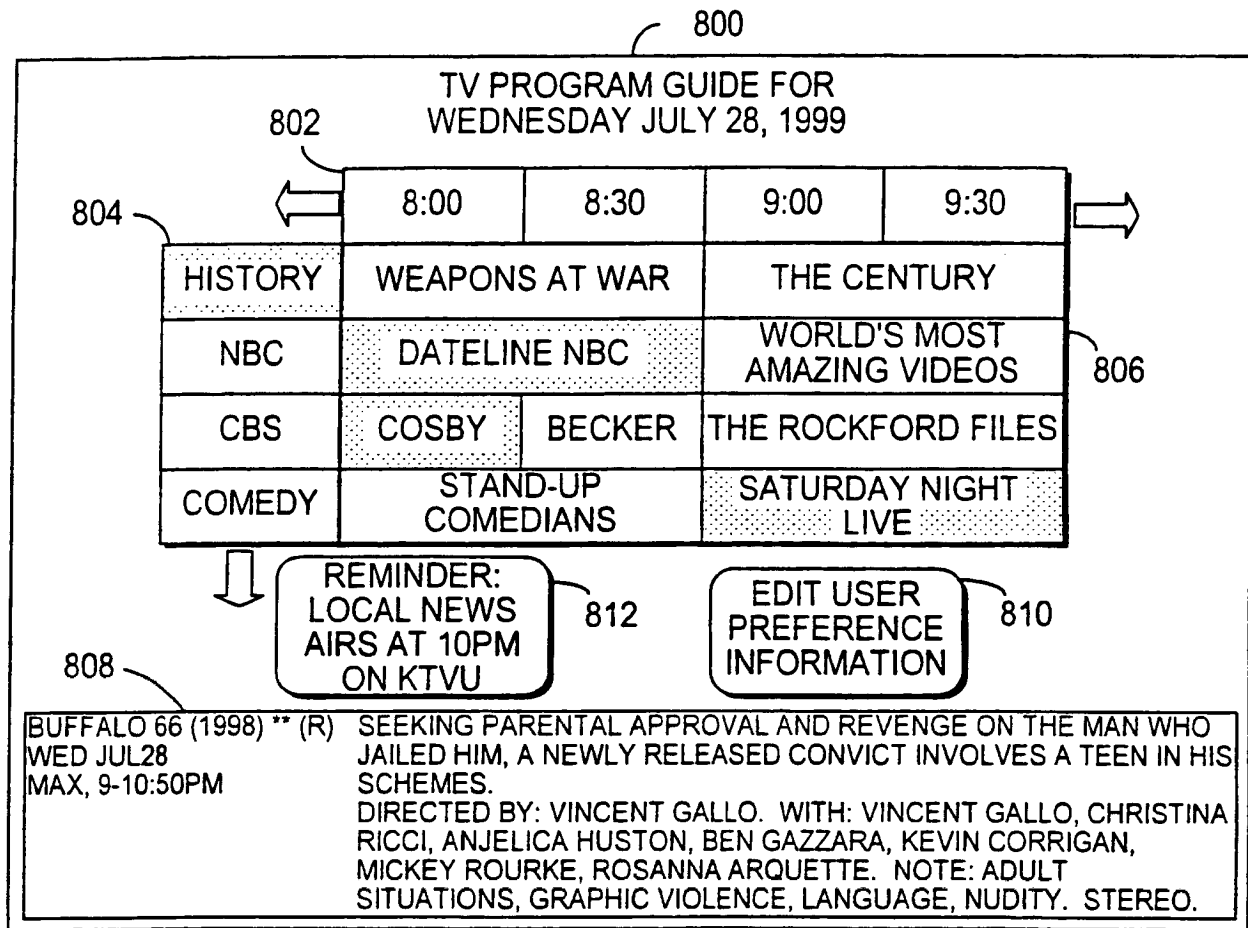 800
TV PROGRAM GUIDE FOR
WEDNESDAY JULY 28, 1999
802
8:00 8:30 9:00 9:30
804
HISTORY WEAPONS AT WAR THE CENTURY
NBC DATELINE NBC WORLD'S MOST
AMAZING VIDEOS
806
CBS COSBY BECKER THE ROCKFORD FILES
COMEDY STAND-UP
COMEDIANS
SATURDAY NIGHT
LIVE
REMINDER:
LOCAL NEWS
AIRS AT 10PM
ON KTVU
812
EDIT USER
PREFERENCE
INFORMATION
810
808
BUFFALO 66 (1998) ** (R)
WED JUL28
MAX, 9-10:50PM
SEEKING PARENTAL APPROVAL AND REVENGE ON THE MAN WHO
JAILED HIM, A NEWLY RELEASED CONVICT INVOLVES A TEEN IN HIS
SCHEMES.
DIRECTED BY: VINCENT GALLO. WITH: VINCENT GALLO, CHRISTINA
RICCI, ANJELICA HUSTON, BEN GAZZARA, KEVIN CORRIGAN,
MICKEY ROURKE, ROSANNA ARQUETTE. NOTE: ADULT
SITUATIONS, GRAPHIC VIOLENCE, LANGUAGE, NUDITY. STEREO.